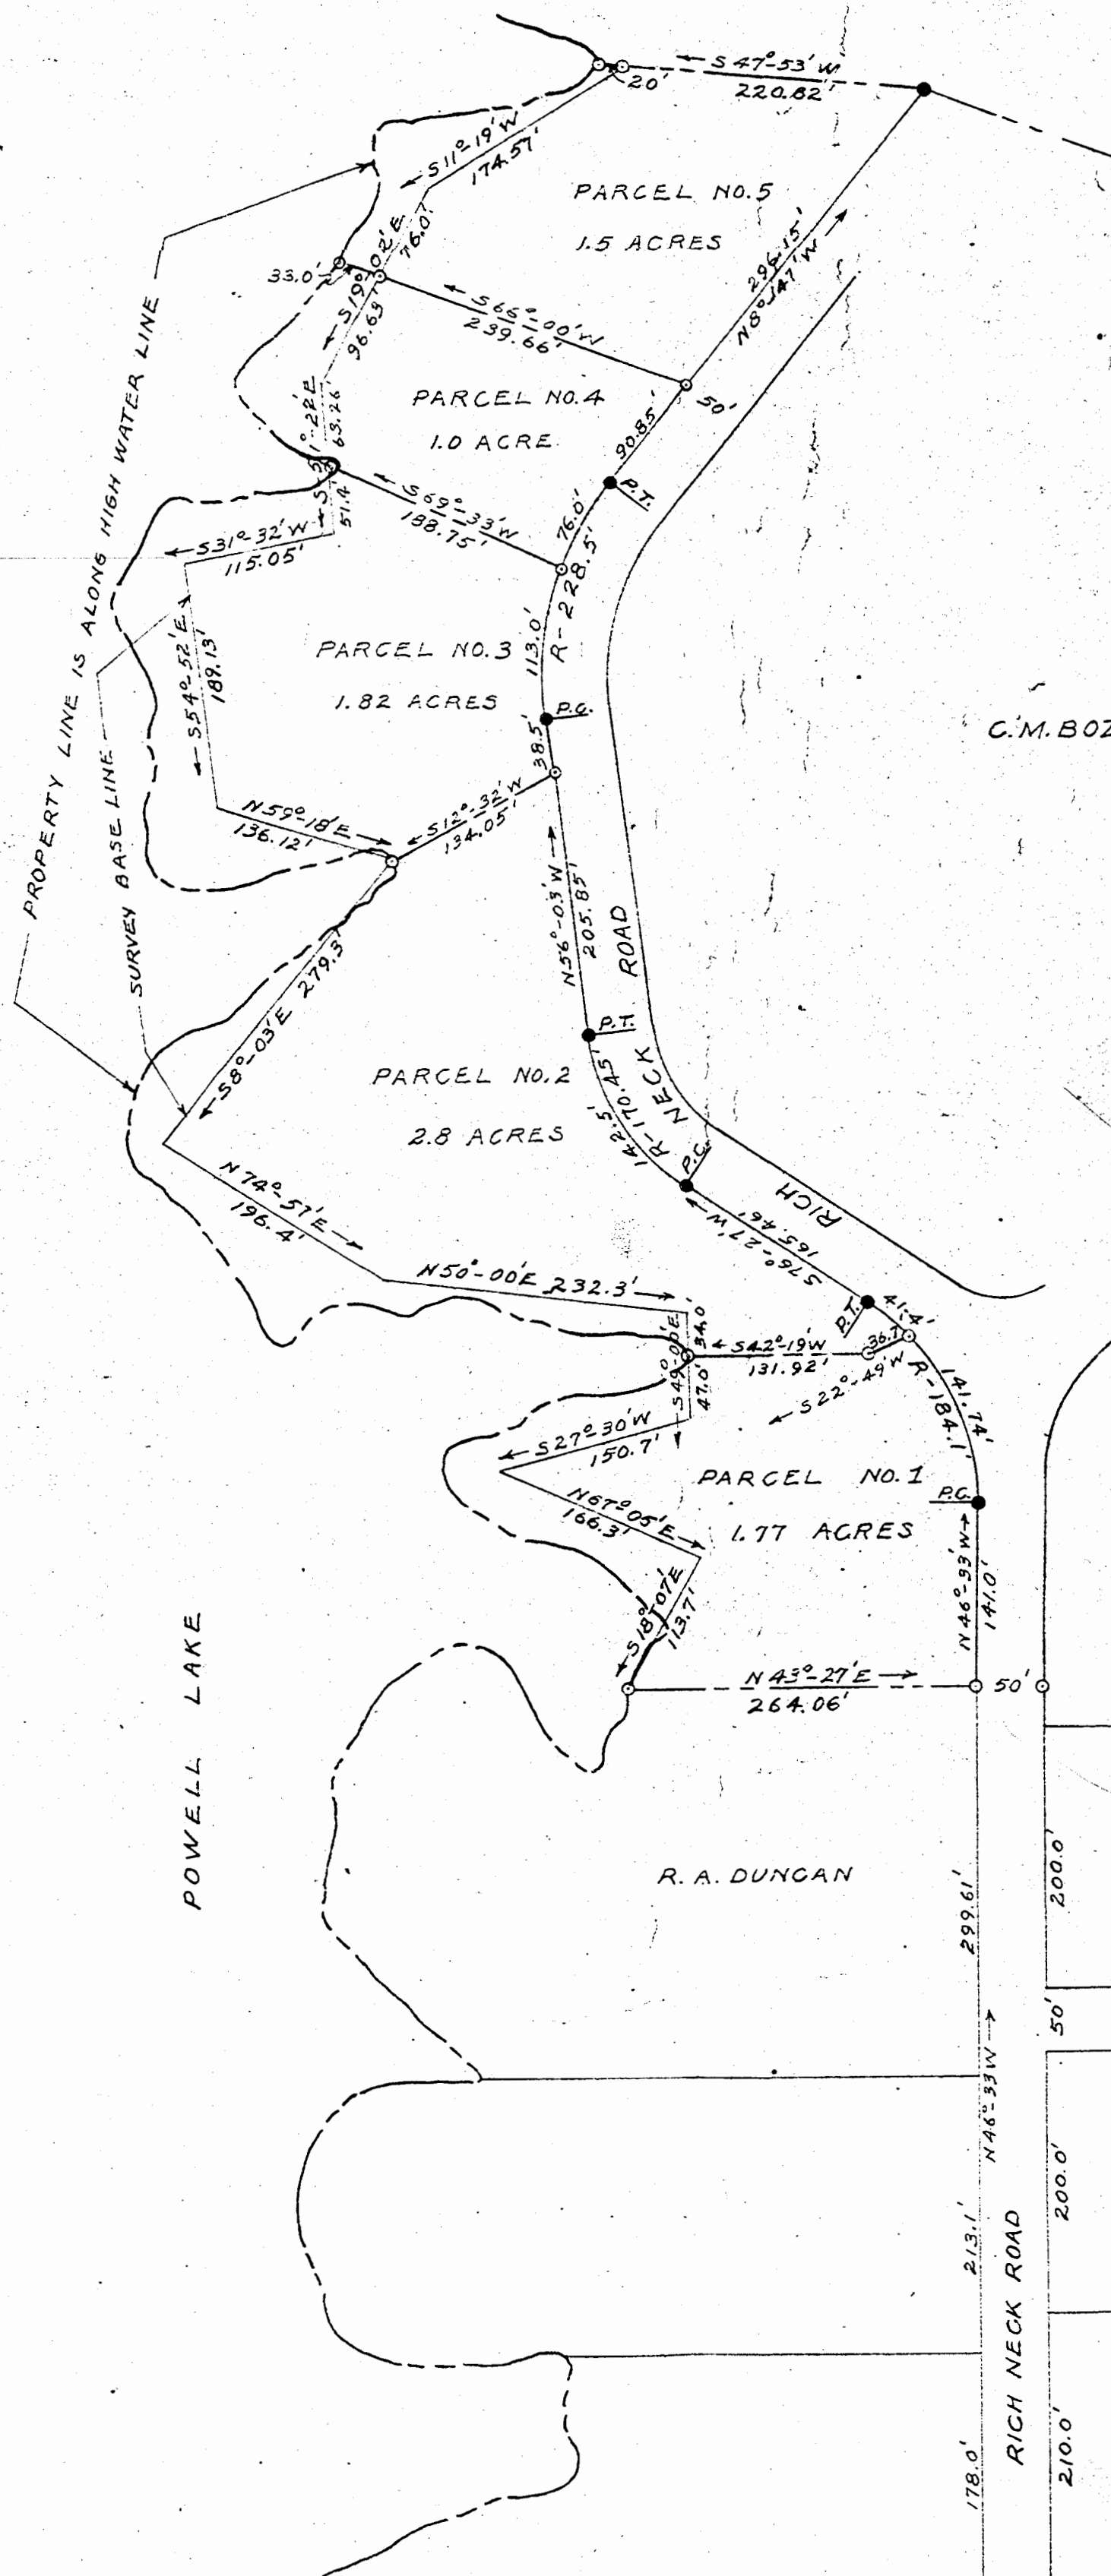 S 47°-53' W
220.82'
20'
S 11°-19' W
174.57'
PARCEL NO. 5
1.5 ACRES
76.0'
S 19°-02' E
33.0'
96.63'
S 66°-00' W
239.66'
296.15'
N 8°-47' W
50'
PARCEL NO. 4
1.0 ACRE
90.85'
P.T.
63.26'
51.4'
S 69°-33' W
188.75'
76.0'
R-228.5'
S 31°-32' W
115.05'
113.0'
PARCEL NO. 3
1.82 ACRES
S 54°-52' E
189.13'
P.C.
38.5'
C. M. BOZ
PROPERTY LINE IS ALONG HIGH WATER LINE
SURVEY BASE LINE
N 59°-18' E
136.12'
S 12°-32' W
134.05'
N 56°-03' W
205.85'
S 8°-03' E 279.3'
P.T.
PARCEL NO. 2
2.8 ACRES
142.5'
R-170.45'
P.C.
RICH NECK ROAD
N 74°-57' E
196.4'
S 76°-27' W
165.46'
N 50°-00' E 232.3'
P.T.
41.4'
36.7'
S 49°-00' E
34.0'
47.0'
S 42°-19' W
131.92'
S 22°-49' W
141.74'
R-184.1'
S 27°-30' W
150.7'
PARCEL NO. 1
1.77 ACRES
P.C.
N 67°-05' E
166.3'
N 46°-33' W
141.0'
S 18°-07' E
113.7'
N 43°-27' E
264.06'
50'
POWELL LAKE
R. A. DUNCAN
299.61'
200.0'
50'
N 46°-33' W
200.0'
213.1'
RICH NECK ROAD
178.0'
210.0'